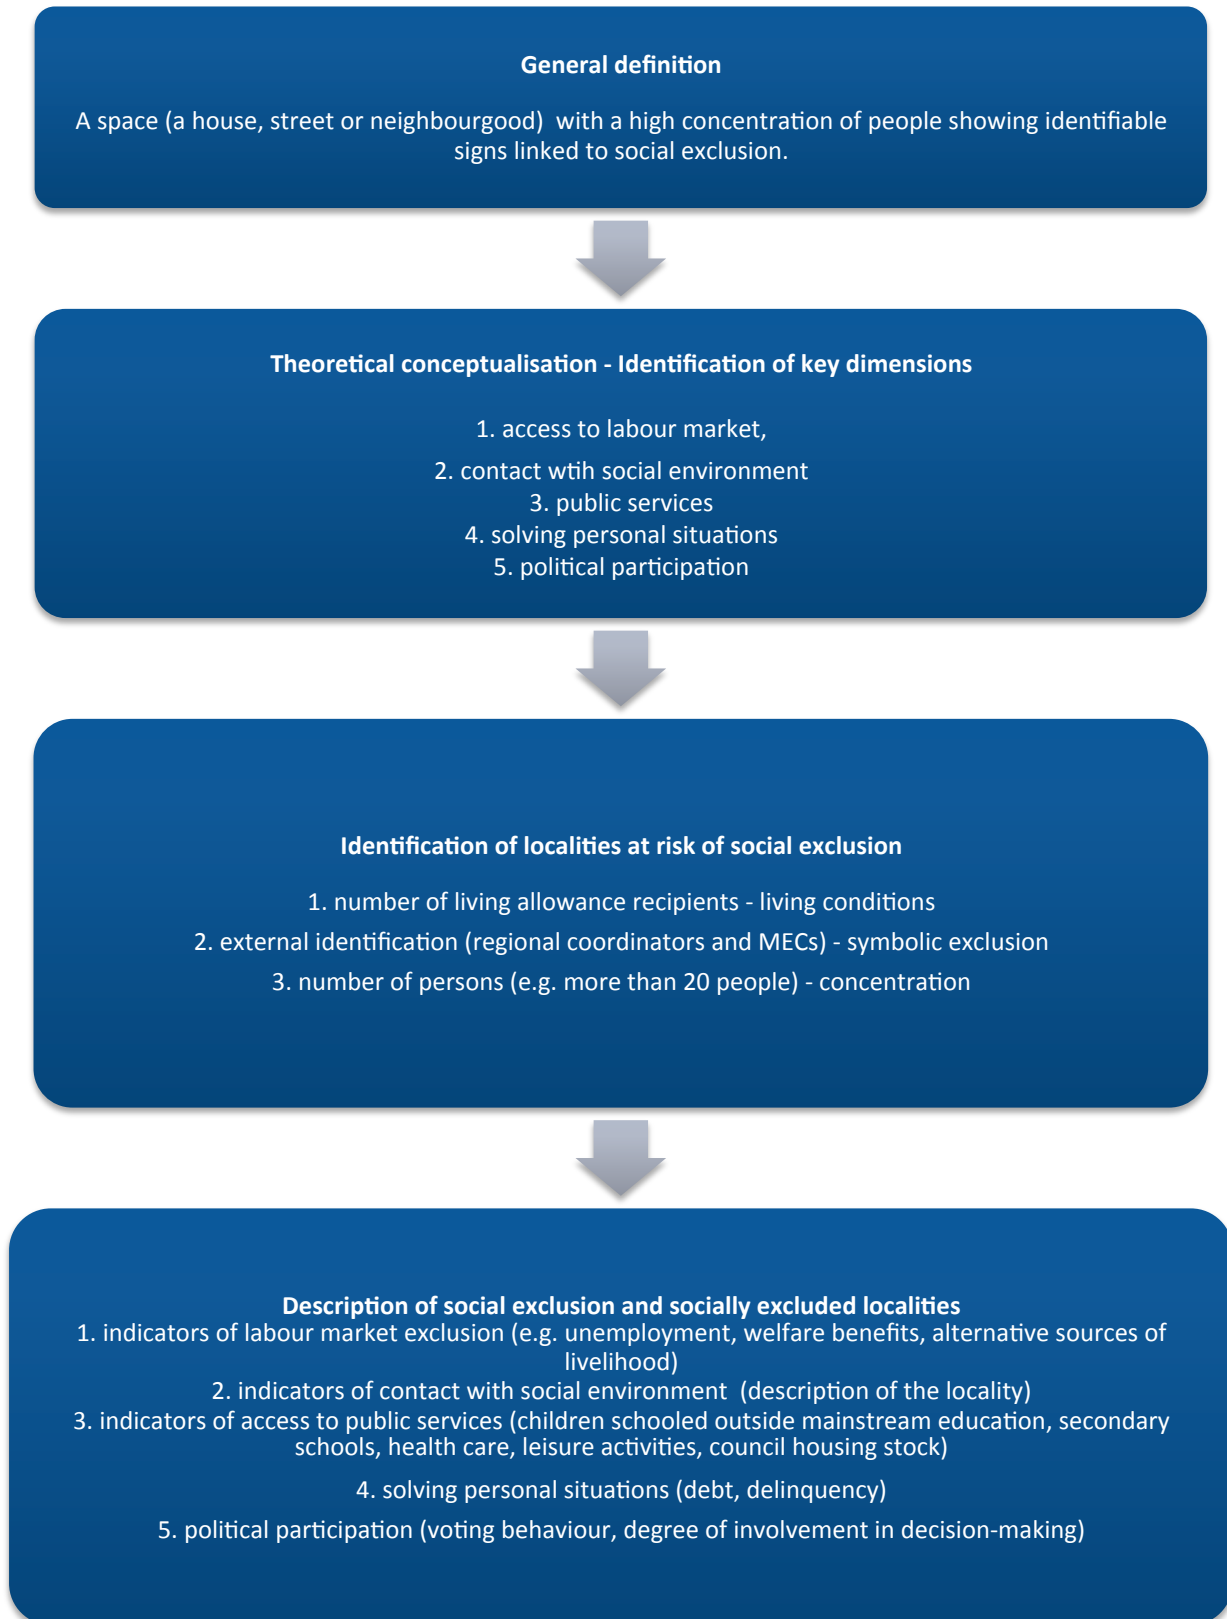 General definition
A space (a house, street or neighbourgood)  with a high concentration of people showing identifiable
signs linked to social exclusion.
Theoretical conceptualisation - Identification of key dimensions
1. access to labour market,
2. contact wtih social environment
3. public services
4. solving personal situations
5. political participation
Identification of localities at risk of social exclusion
1. number of living allowance recipients - living conditions
2. external identification (regional coordinators and MECs) - symbolic exclusion
3. number of persons (e.g. more than 20 people) - concentration
Description of social exclusion and socially excluded localities
1. indicators of labour market exclusion (e.g. unemployment, welfare benefits, alternative sources of
livelihood)
2. indicators of contact with social environment  (description of the locality)
3. indicators of access to public services (children schooled outside mainstream education, secondary
schools, health care, leisure activities, council housing stock)
4. solving personal situations (debt, delinquency)
5. political participation (voting behaviour, degree of involvement in decision-making)